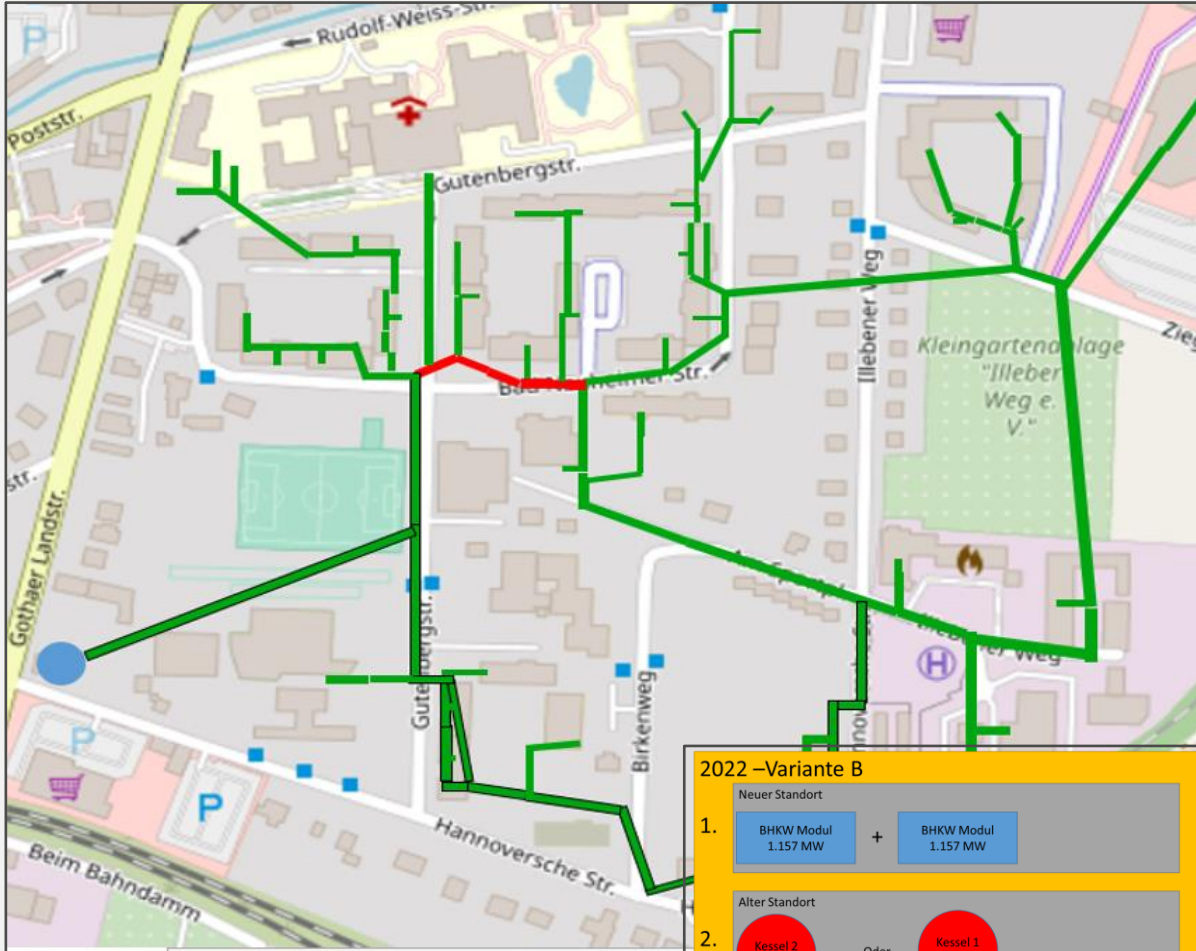 P
Rudolf-Weiss-Str.
Poststr.
Gutenbergstr.
Illebener Weg
Kleingartenanlage
"Illeber
Weg e.
V."
str.
Gothaer Landstr.
Birkenweg
H
P
P
Hannoversche Str.
Beim Bahndamm
2022 –Variante B
Neuer Standort
1.
BHKW Modul
1.157 MW
+
BHKW Modul
1.157 MW
Alter Standort
2.
Kessel 2
Oder
Kessel 1